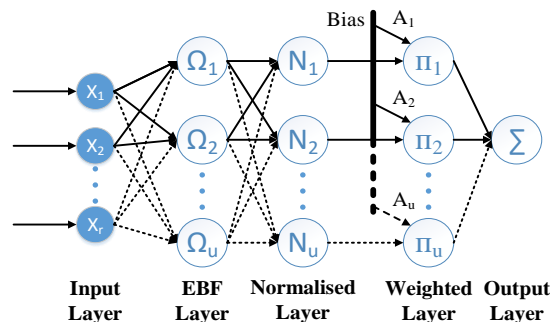 Bias A₁
X₁ Ω₁ N₁ Π₁
A₂
X₂ Ω₂ N₂ Π₂ Σ
Aᵤ
Xᵣ Ωᵤ Nᵤ Πᵤ
Input EBF Normalised Weighted Output
Layer Layer Layer Layer Layer